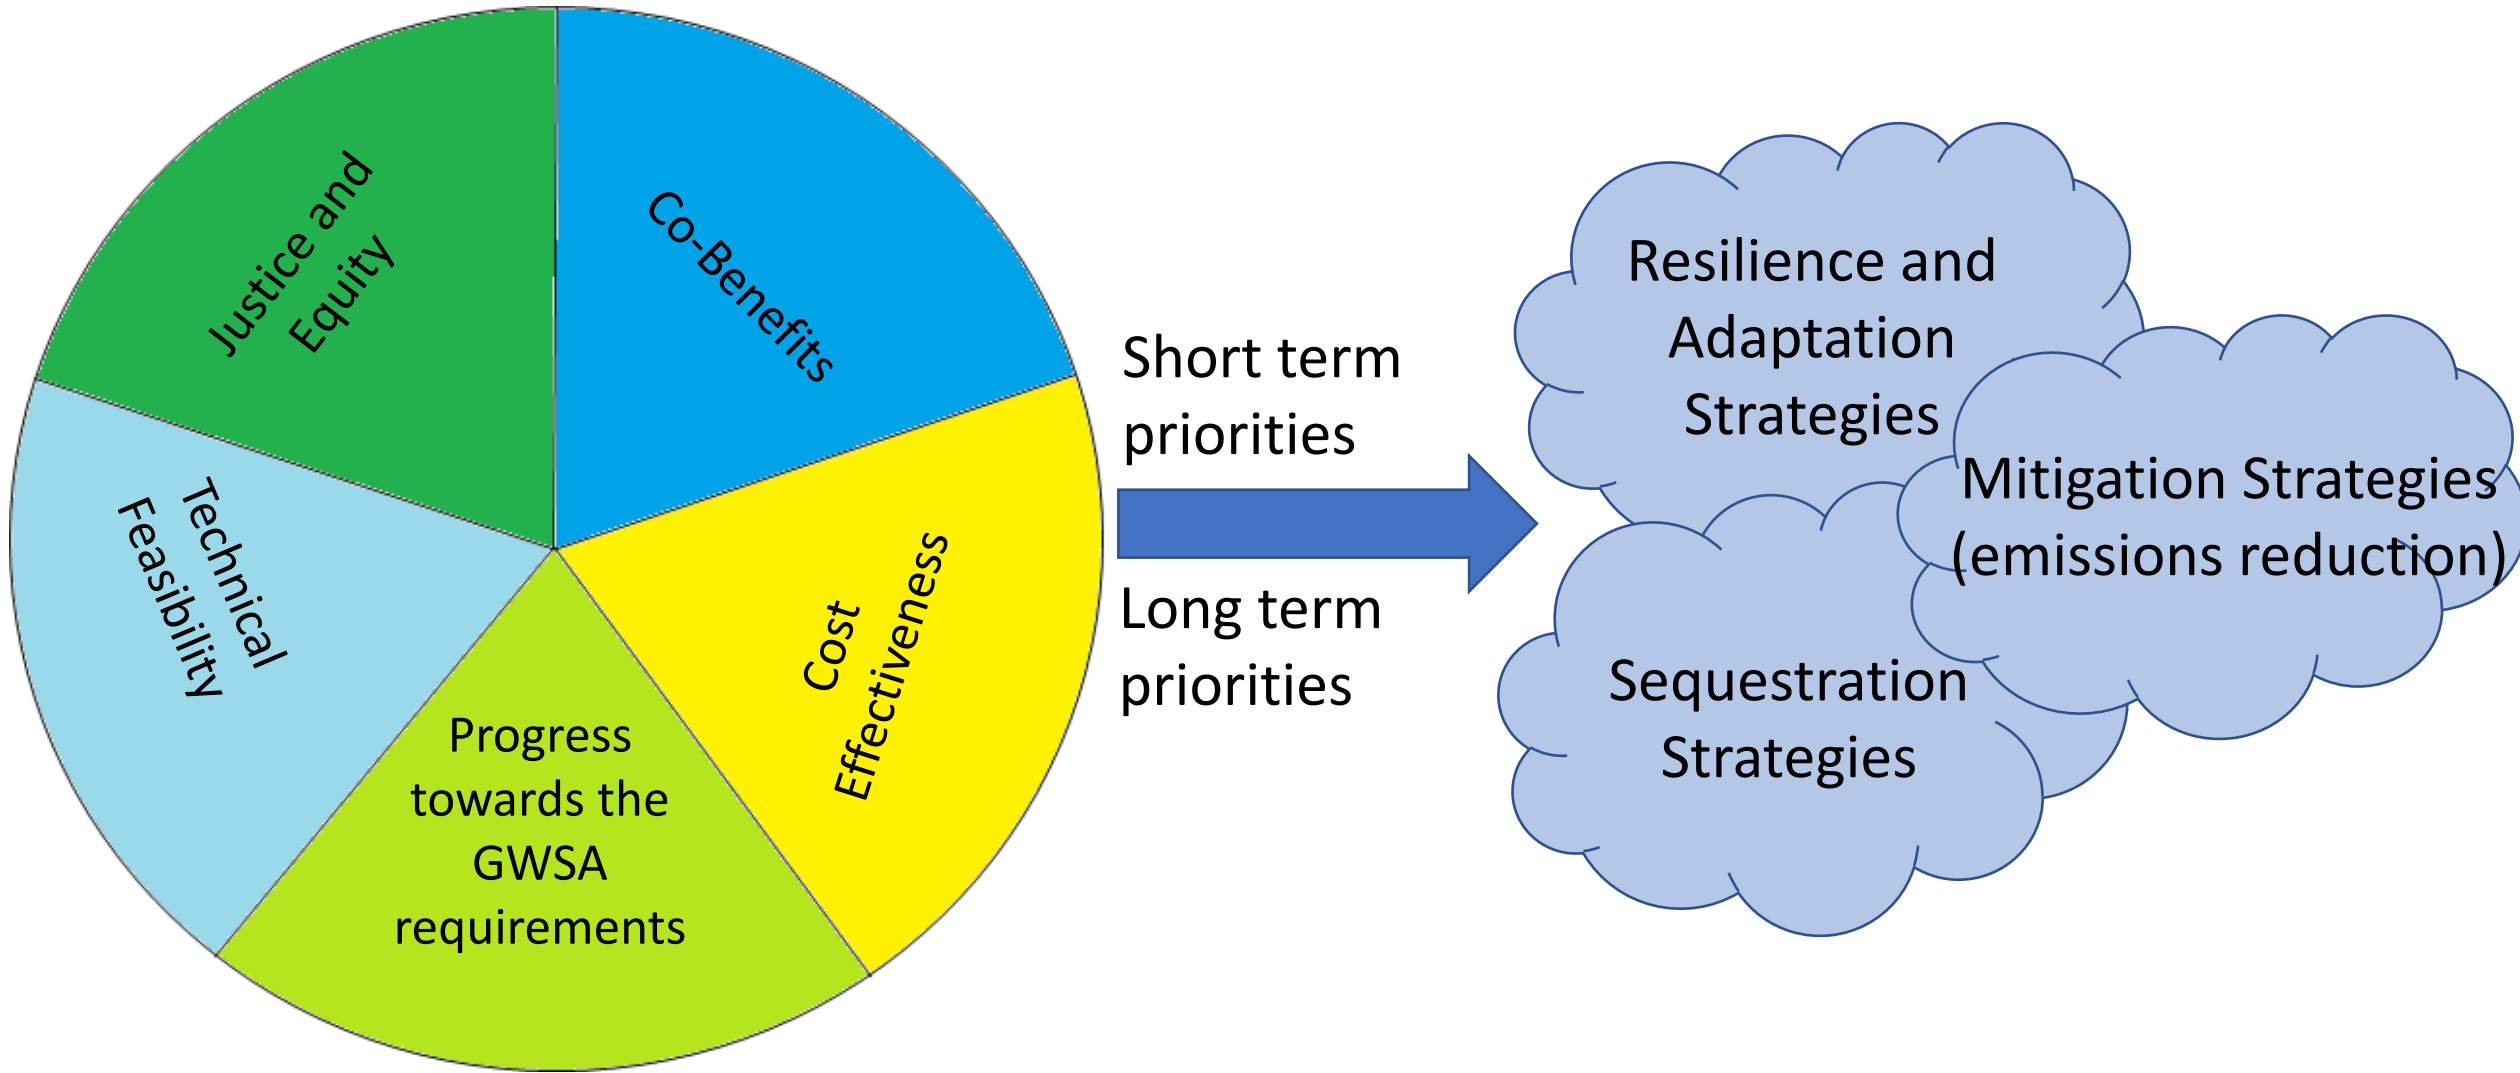 Justice and
Equity
Co-Benefits
Technical
Feasibility
Cost
Effectiveness
Progress
towards the
GWSA
requirements
Short term
priorities
Long term
priorities
Resilience and
Adaptation
Strategies
Mitigation Strategies
(emissions reduction)
Sequestration
Strategies